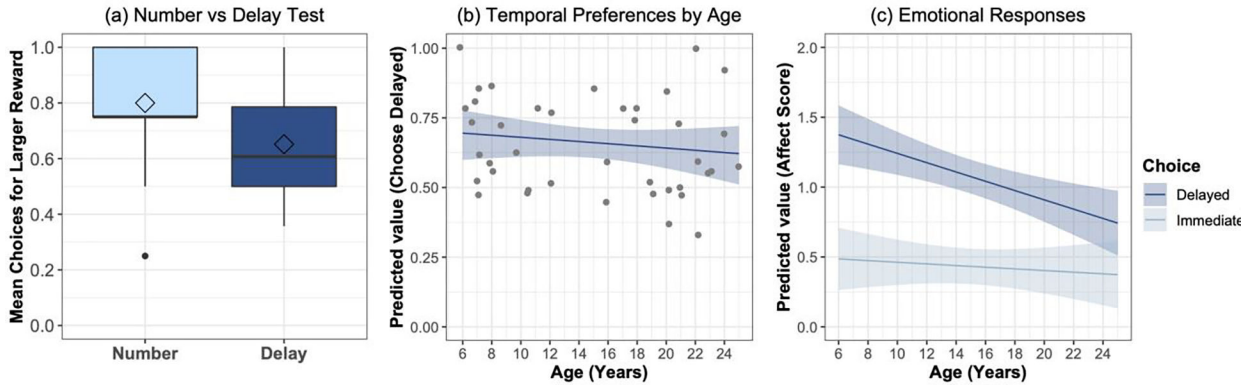 (a) Number vs Delay Test
Mean Choices for Larger Reward
1.0
0.8
0.6
0.4
0.2
0.0
Number Delay
(b) Temporal Preferences by Age
Predicted value (Choose Delayed)
1.00
0.75
0.50
0.25
0.00
6 8 10 12 14 16 18 20 22 24
Age (Years)
(c) Emotional Responses
Predicted value (Affect Score)
2.0
1.5
1.0
0.5
0.0
6 8 10 12 14 16 18 20 22 24
Age (Years)
Choice
Delayed
Immediate